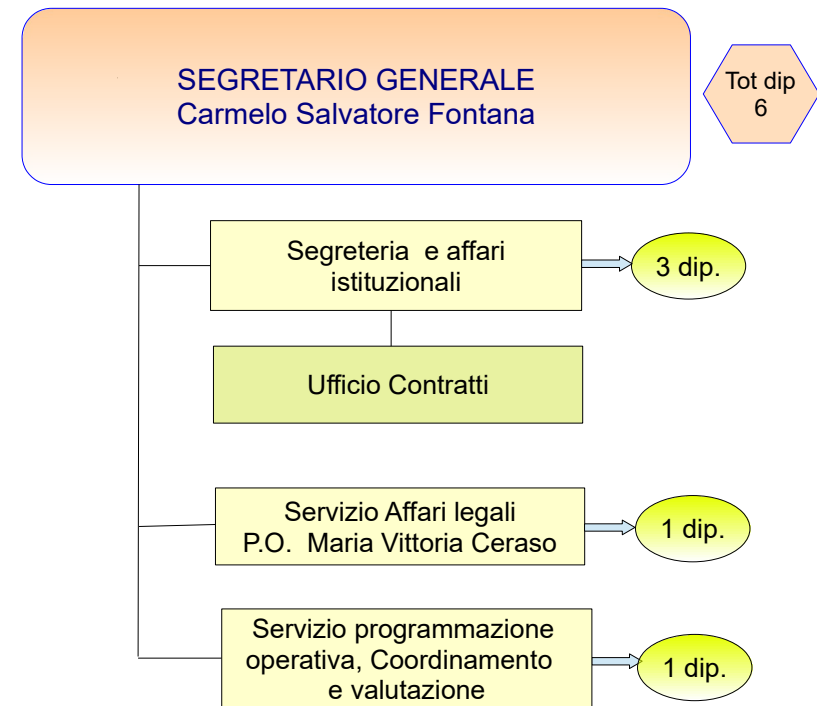 SEGRETARIO GENERALE
Carmelo Salvatore Fontana
Tot dip
6
Segreteria e affari
istituzionali
3 dip.
Ufficio Contratti
Servizio Affari legali
P.O. Maria Vittoria Ceraso
1 dip.
Servizio programmazione
operativa, Coordinamento
e valutazione
1 dip.